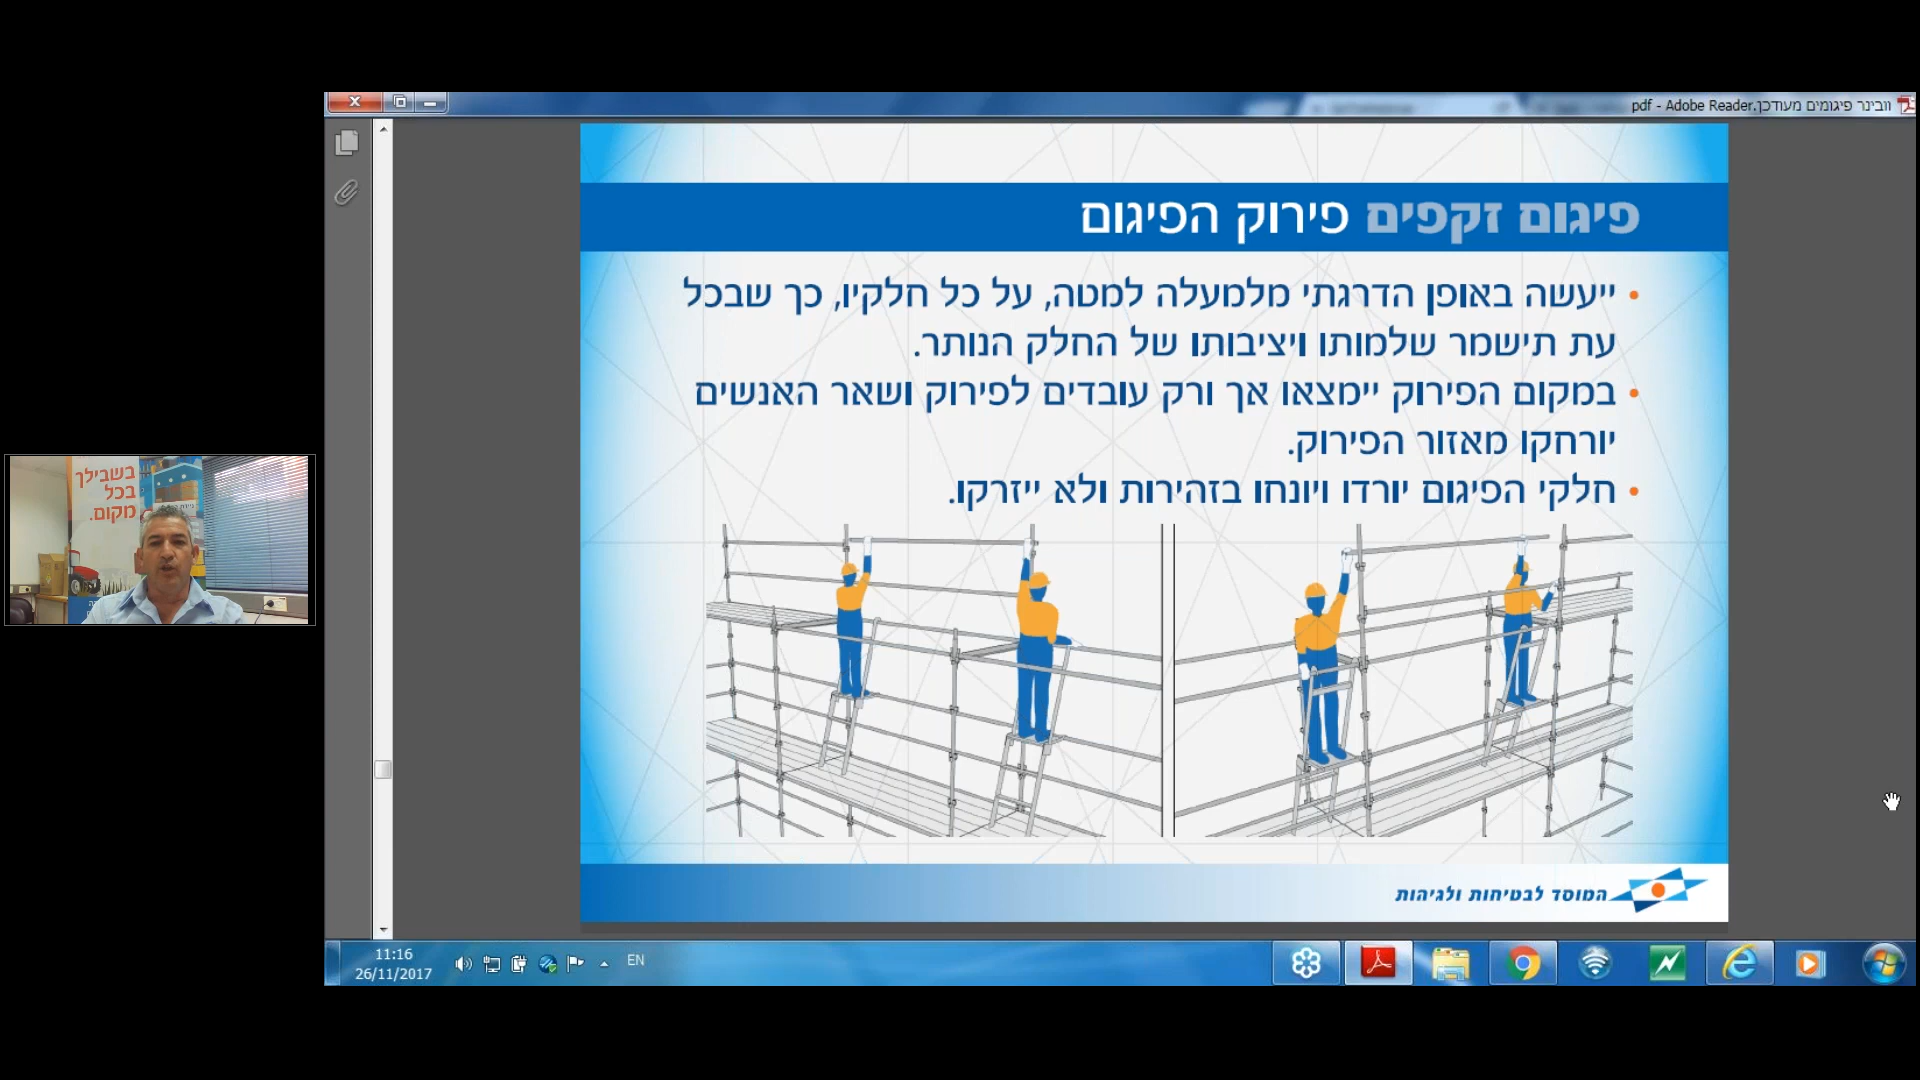 וובינר פיגומים מעודכן.pdf - Adobe Reader
פיגום זקפים פירוק הפיגום
• ייעשה באופן הדרגתי מלמעלה למטה, על כל חלקיו, כך שבכל
עת תישמר שלמותו ויציבותו של החלק הנותר.
• במקום הפירוק יימצאו אך ורק עובדים לפירוק ושאר האנשים
יורחקו מאזור הפירוק.
• חלקי הפיגום יורדו ויונחו בזהירות ולא ייזרקו.
בשבילך
בכל
מקום.
המוסד לבטיחות ולגיהות
11:16
26/11/2017
EN